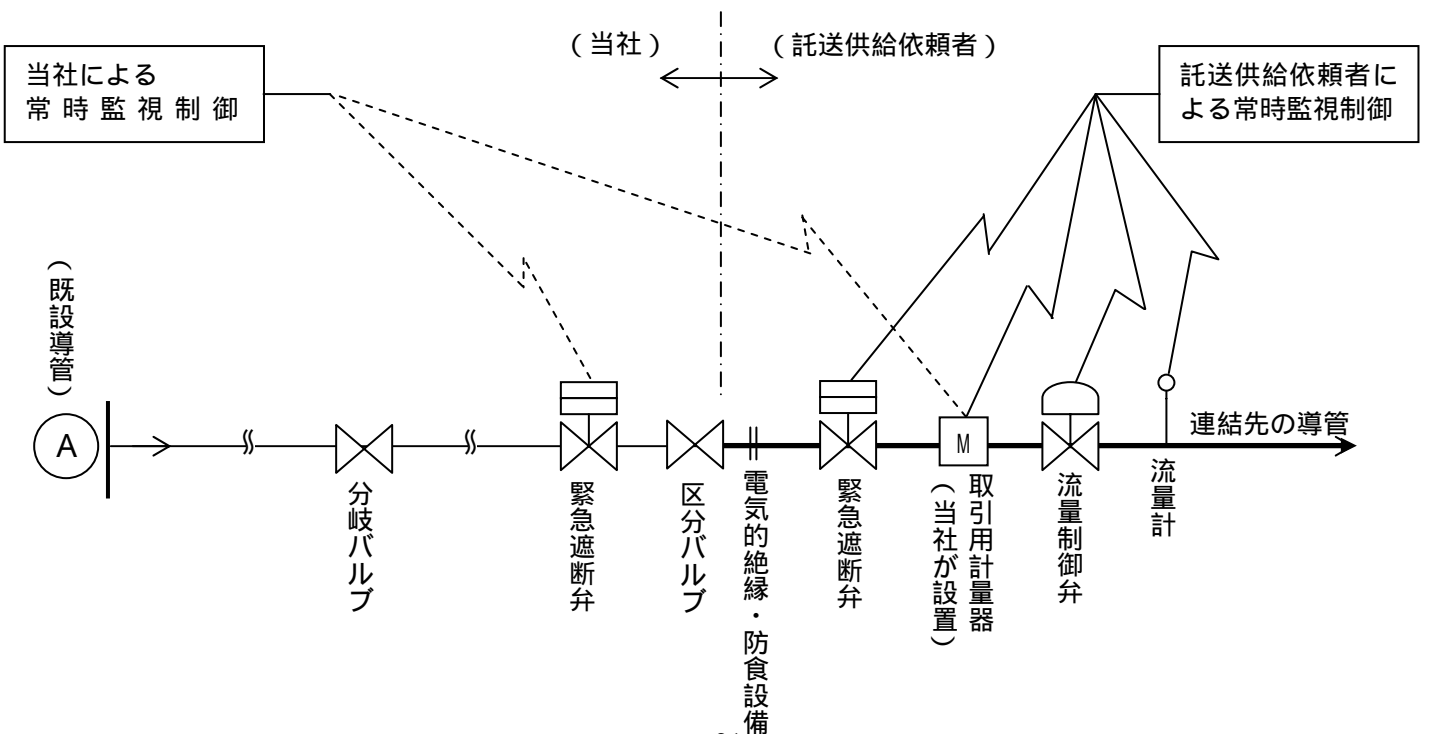 (当社)
(託送供給依頼者)
当社による
常時監視制御
託送供給依頼者に
よる常時監視制御
(既設導管)
A
M
連結先の導管
分岐バルブ
緊急遮断弁
区分バルブ
電気的絶縁・防食設備
緊急遮断弁
取引用計量器
(当社が設置)
流量制御弁
流量計